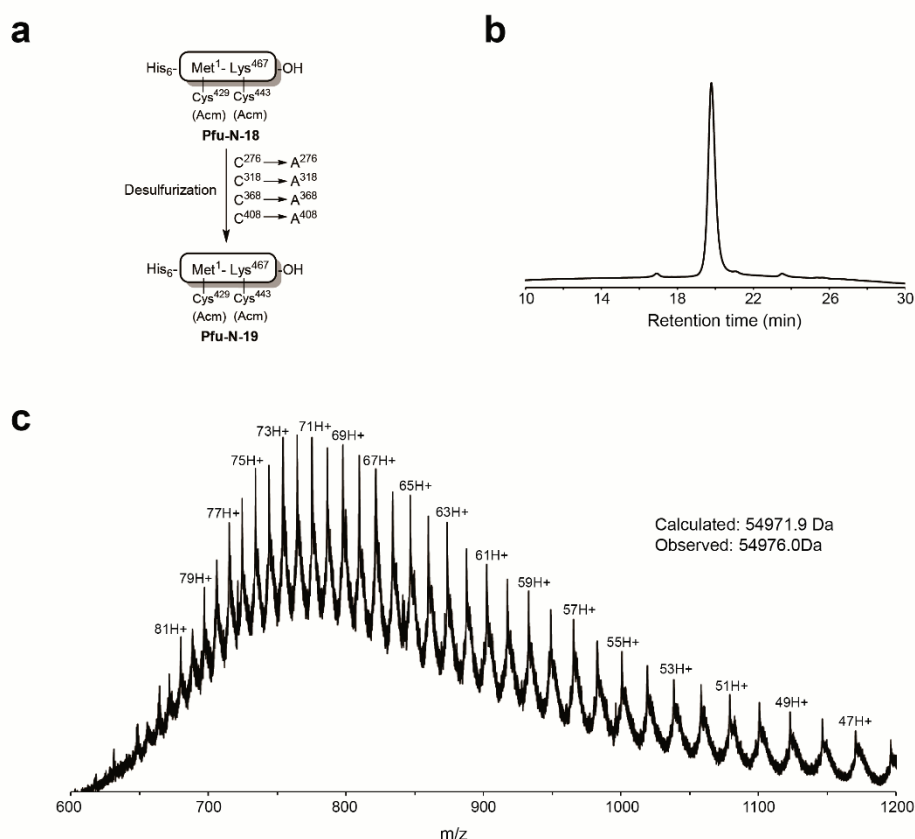 a
His₆- Met¹- Lys⁴⁶⁷ -OH
Cys⁴²⁹ Cys⁴⁴³
(Acm) (Acm)
Pfu-N-18
Desulfurization
C²⁷⁶ → A²⁷⁶
C³¹⁸ → A³¹⁸
C³⁶⁸ → A³⁶⁸
C⁴⁰⁸ → A⁴⁰⁸
His₆- Met¹- Lys⁴⁶⁷ -OH
Cys⁴²⁹ Cys⁴⁴³
(Acm) (Acm)
Pfu-N-19
b
10 14 18 22 26 30
Retention time (min)
c
81H+ 79H+ 77H+ 75H+ 73H+ 71H+ 69H+ 67H+ 65H+ 63H+ 61H+ 59H+ 57H+ 55H+ 53H+ 51H+ 49H+ 47H+
Calculated: 54971.9 Da
Observed: 54976.0Da
600 700 800 900 1000 1100 1200
m/z